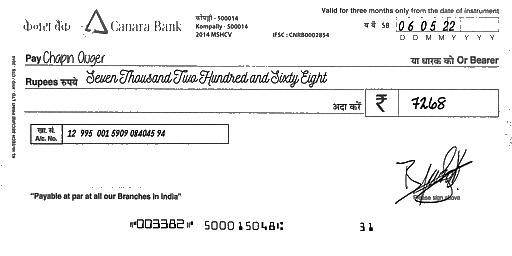 केनरा बैंक Canara Bank
कोंपल्ली - 500014
Kompally - 500014
2014 MSHCV
IFSC : CNRB0002854
Valid for three months only from the date of instrument
SB 06 05 22
D D M M Y Y Y Y
Pay Chapin Auger या धारक को Or Bearer
Rupees रुपये Seven Thousand Two Hundred and Sixty Eight
अदा करें ₹ 7268
खा. सं.
A/c. No. 12 995 001 5909 084045 94
Please sign above
"Payable at par at all our Branches in India"
⑈003382⑈ 500015048⑆ 31